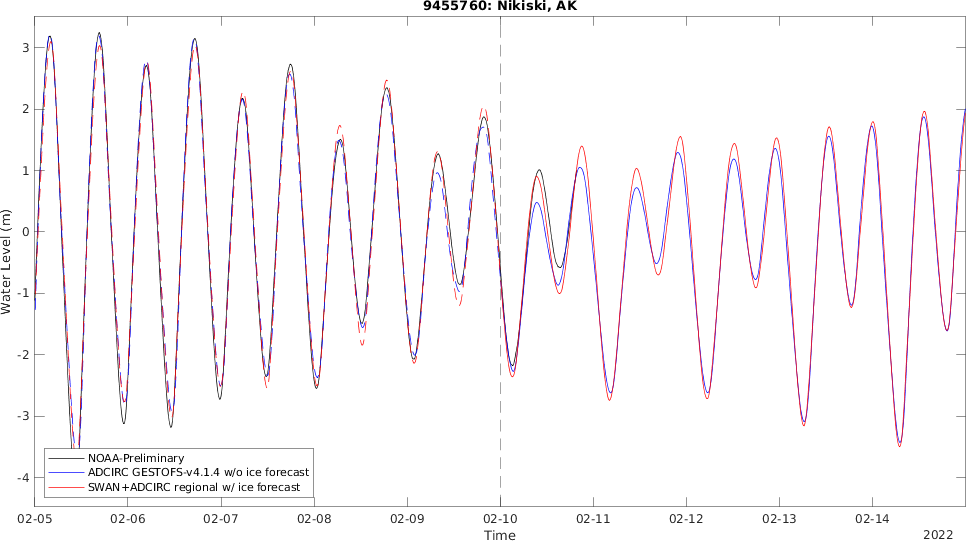 9455760: Nikiski, AK
Water Level (m)
3
2
1
0
-1
-2
-3
-4
NOAA-Preliminary
ADCIRC GESTOFS-v4.1.4 w/o ice forecast
SWAN+ADCIRC regional w/ ice forecast
02-05 02-06 02-07 02-08 02-09 02-10 02-11 02-12 02-13 02-14
Time
2022